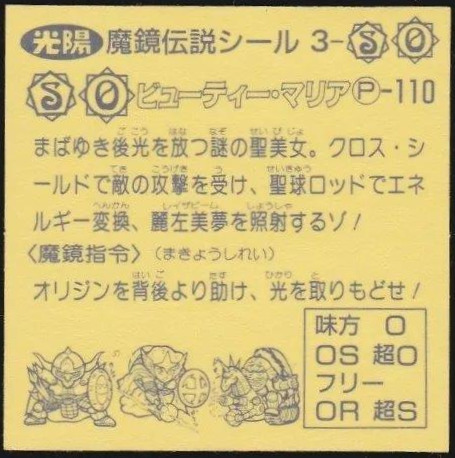 光陽 魔鏡伝説シール 3-S O
S O ビューティー・マリアⓅ-110
まばゆき後光を放つ謎の聖美女。クロス・シ
ールドで敵の攻撃を受け、聖球ロッドでエネ
ルギー変換、麗左美夢を照射するゾ!
〈魔鏡指令〉(まきょうしれい)
オリジンを背後より助け、光を取りもどせ!
味方 O
OS 超O
フリー
OR 超S